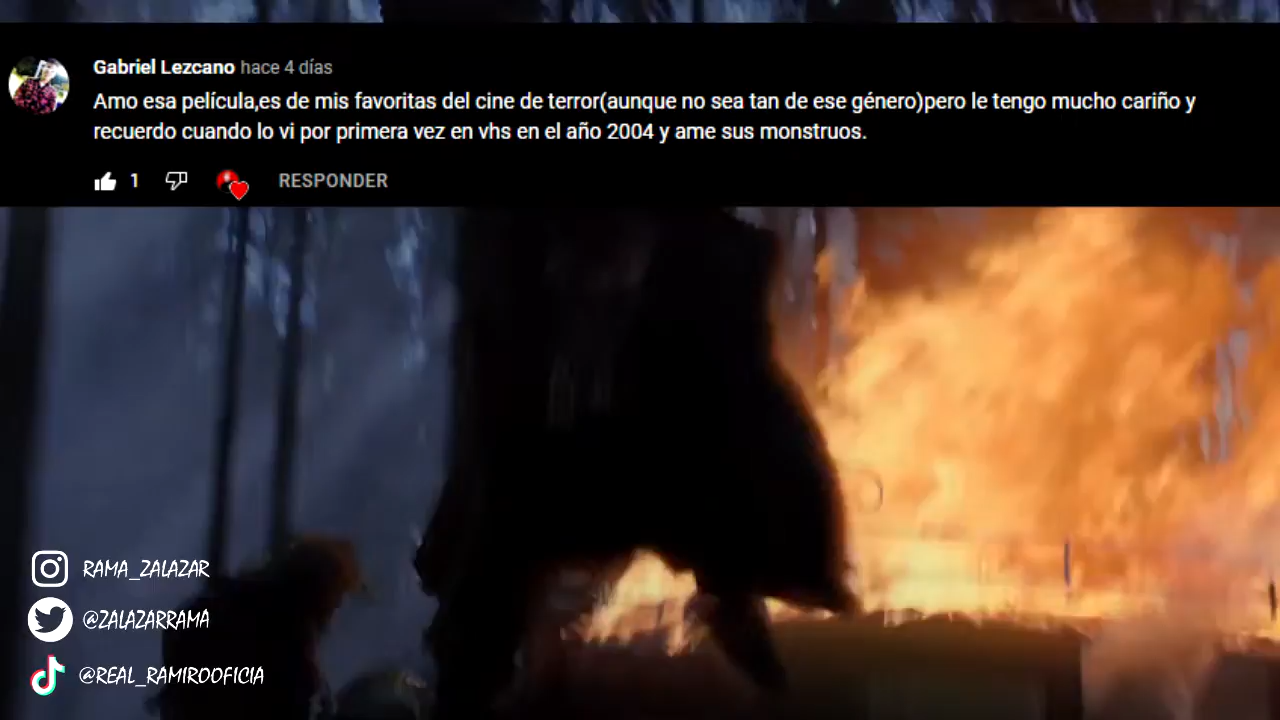 Gabriel Lezcano hace 4 días
Amo esa película,es de mis favoritas del cine de terror(aunque no sea tan de ese género)pero le tengo mucho cariño y
recuerdo cuando lo vi por primera vez en vhs en el año 2004 y ame sus monstruos.
1 RESPONDER
RAMA_ZALAZAR
@ZALAZARRAMA
@REAL_RAMIROOFICIA